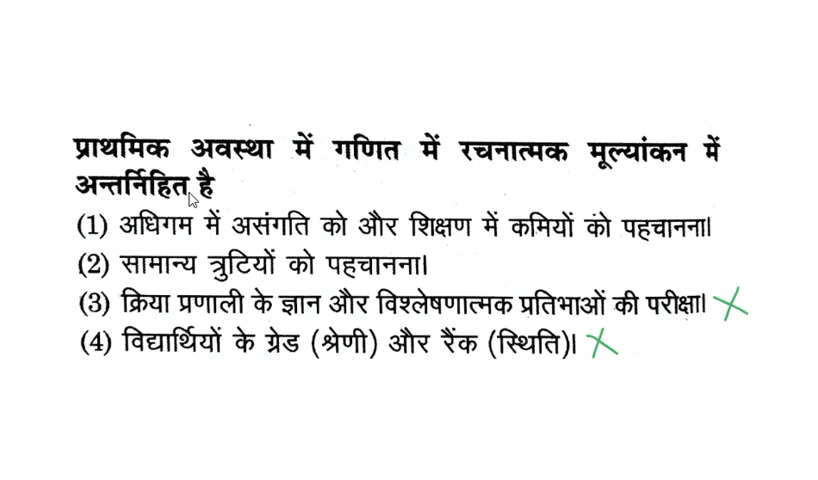 प्राथमिक अवस्था में गणित में रचनात्मक मूल्यांकन में
अन्तर्निहित है
(1) अधिगम में असंगति को और शिक्षण में कमियों को पहचानना।
(2) सामान्य त्रुटियों को पहचानना।
(3) क्रिया प्रणाली के ज्ञान और विश्लेषणात्मक प्रतिभाओं की परीक्षा।
(4) विद्यार्थियों के ग्रेड (श्रेणी) और रैंक (स्थिति)।